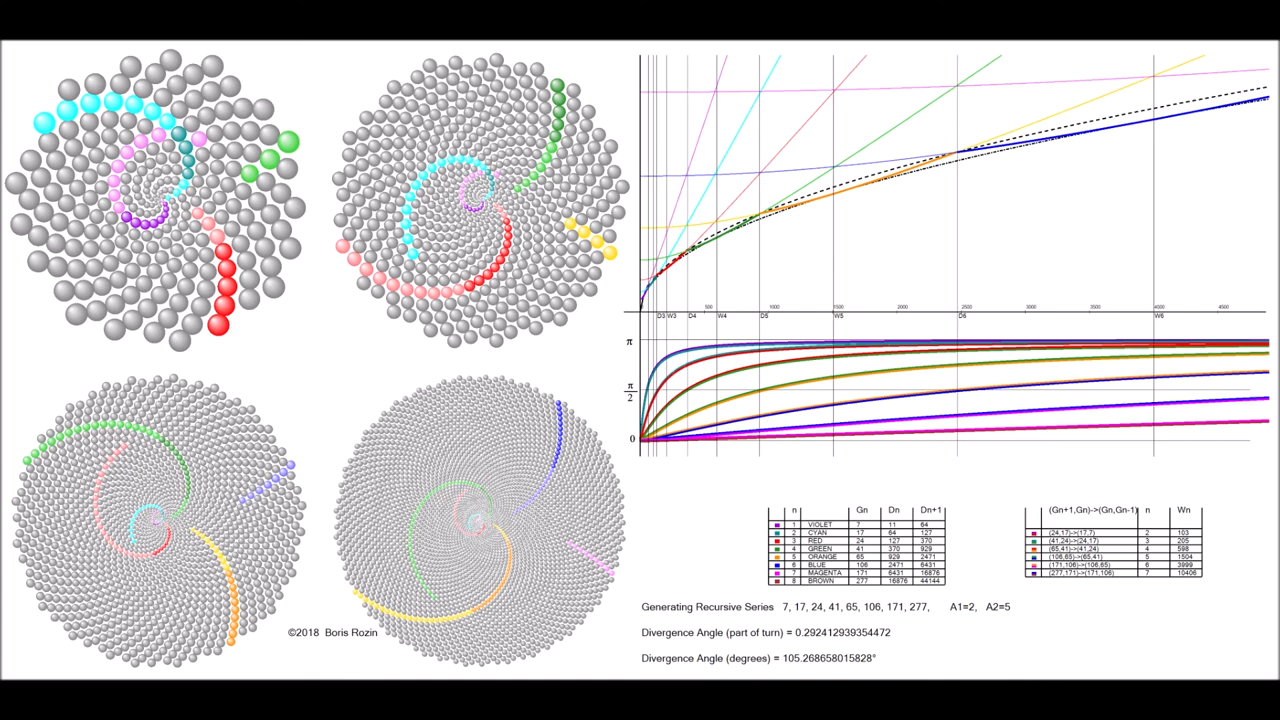 500 1000 1500 2000 2500 3000 3500 4000 4500
D3 W3 D4 W4 D5 W5 D6 W6
π
π
2
0
n Gn Dn Dn+1
1 VIOLET 7 11 64
2 CYAN 17 64 127
3 RED 24 127 370
4 GREEN 41 370 929
5 ORANGE 65 929 2471
6 BLUE 106 2471 6431
7 MAGENTA 171 6431 16876
8 BROWN 277 16876 44144
(Gn+1,Gn)->(Gn,Gn-1) n Wn
(24,17)->(17,7) 2 103
(41,24)->(24,17) 3 205
(65,41)->(41,24) 4 598
(106,65)->(65,41) 5 1504
(171,106)->(106,65) 6 3999
(277,171)->(171,106) 7 10406
Generating Recursive Series 7, 17, 24, 41, 65, 106, 171, 277, A1=2, A2=5
©2018 Boris Rozin
Divergence Angle (part of turn) = 0.292412939354472
Divergence Angle (degrees) = 105.268658015828°